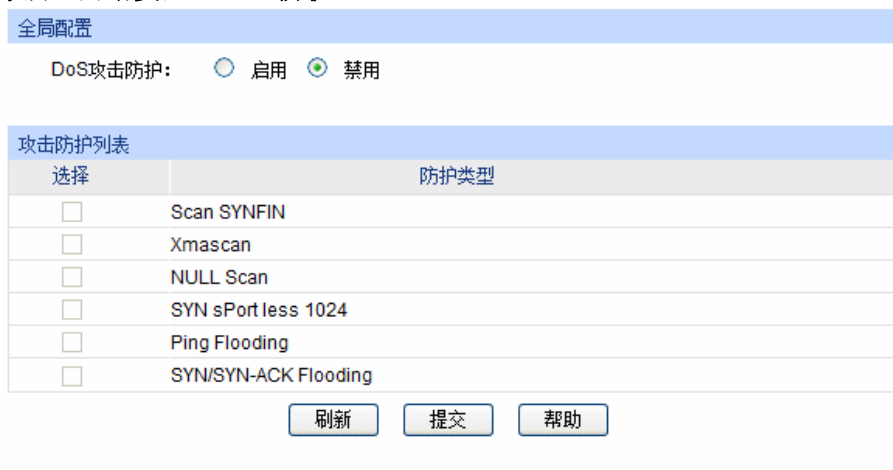 全局配置
DoS攻击防护： 启用 禁用
攻击防护列表
选择 防护类型
Scan SYNFIN
Xmascan
NULL Scan
SYN sPort less 1024
Ping Flooding
SYN/SYN-ACK Flooding
刷新 提交 帮助